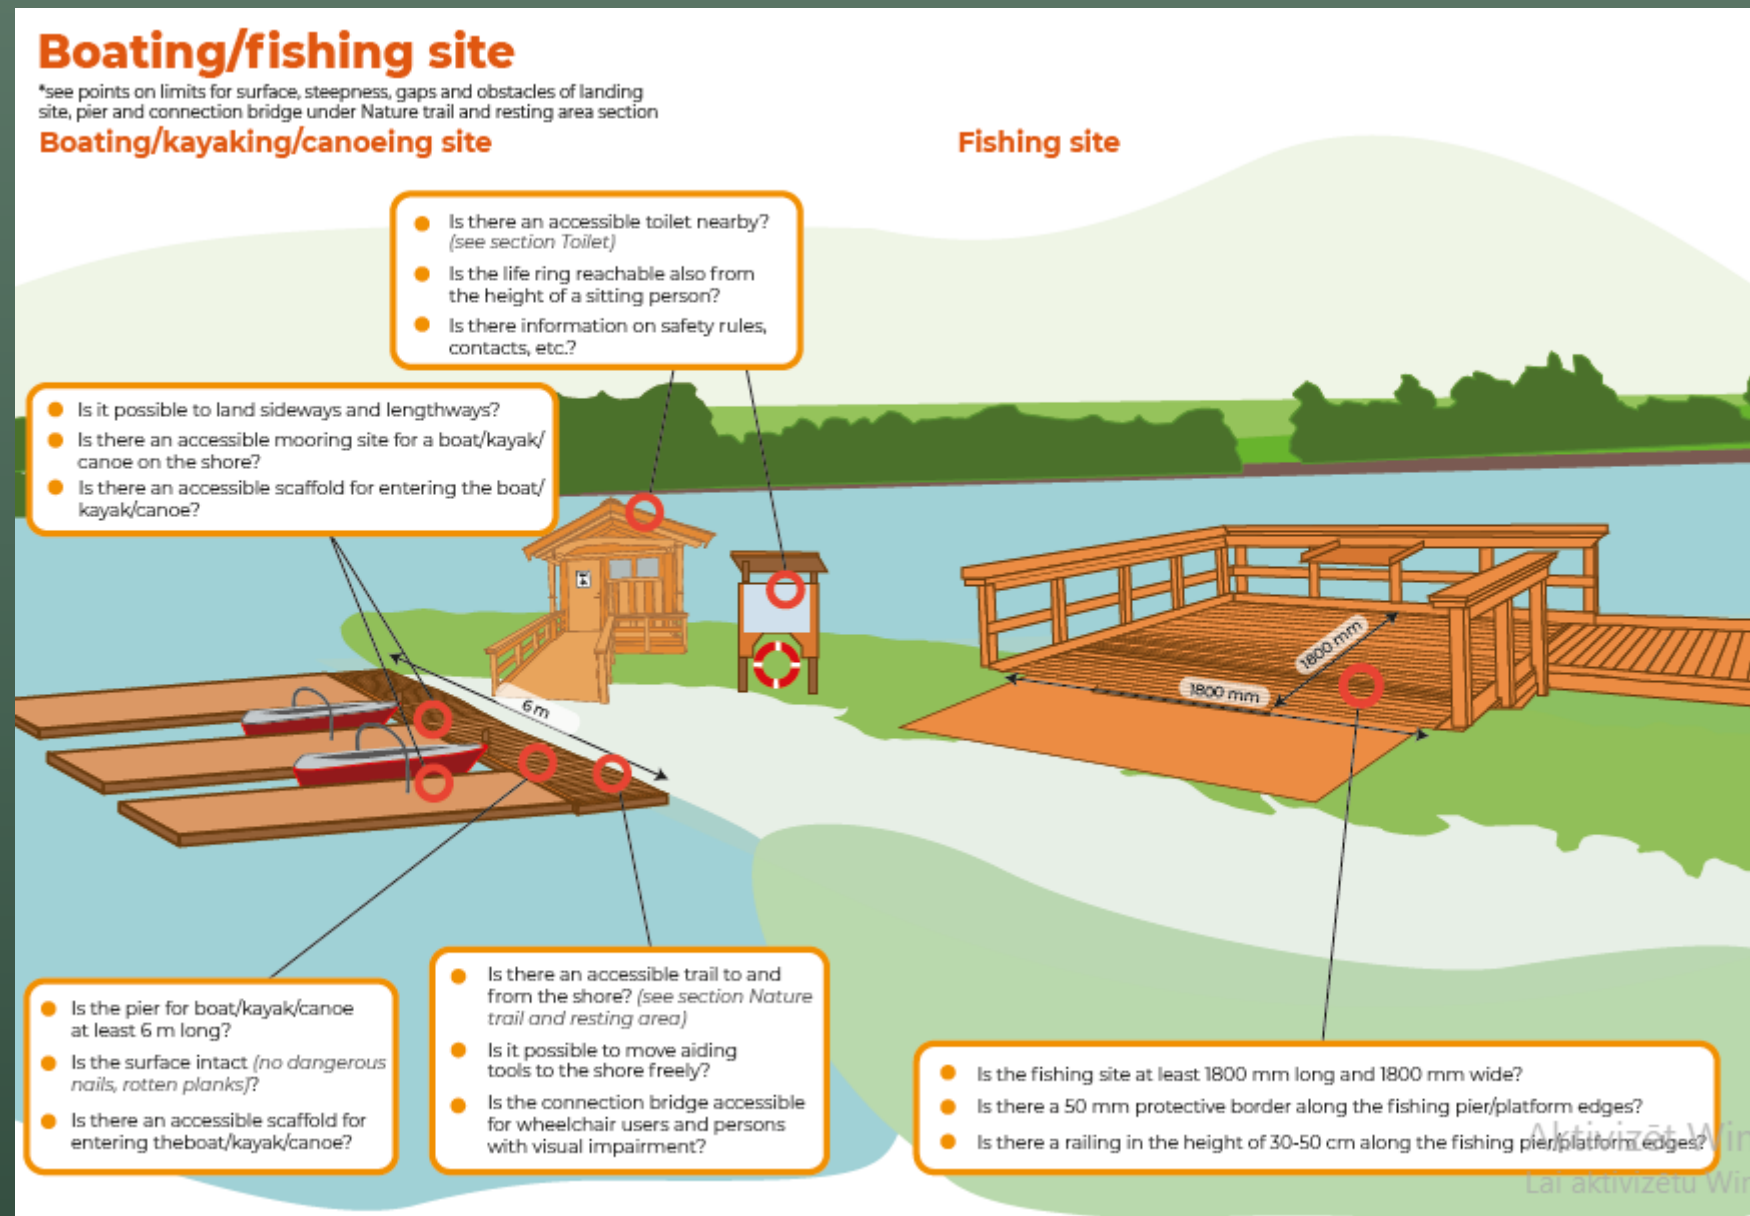 Boating/fishing site
*see points on limits for surface, steepness, gaps and obstacles of landing
site, pier and connection bridge under Nature trail and resting area section
Boating/kayaking/canoeing site
Fishing site
Is there an accessible toilet nearby?
(see section Toilet)
Is the life ring reachable also from
the height of a sitting person?
Is there information on safety rules,
contacts, etc.?
Is it possible to land sideways and lengthways?
Is there an accessible mooring site for a boat/kayak/
canoe on the shore?
Is there an accessible scaffold for entering the boat/
kayak/canoe?
6 m
1800 mm
1800 mm
Is the pier for boat/kayak/canoe
at least 6 m long?
Is the surface intact (no dangerous
nails, rotten planks)?
Is there an accessible scaffold for
entering theboat/kayak/canoe?
Is there an accessible trail to and
from the shore? (see section Nature
trail and resting area)
Is it possible to move aiding
tools to the shore freely?
Is the connection bridge accessible
for wheelchair users and persons
with visual impairment?
Is the fishing site at least 1800 mm long and 1800 mm wide?
Is there a 50 mm protective border along the fishing pier/platform edges?
Is there a railing in the height of 30-50 cm along the fishing pier/platform edges?
Aktivizēt Win
Lai aktivizētu Win